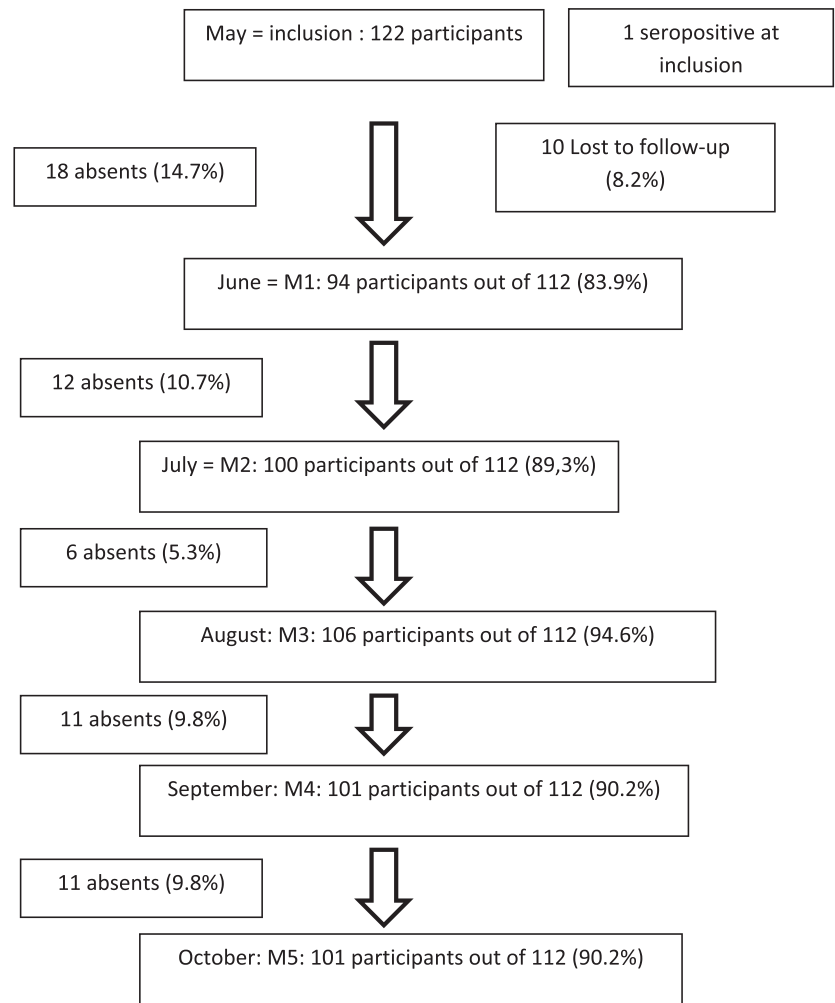 May = inclusion : 122 participants
1 seropositive at
inclusion
18 absents (14.7%)
10 Lost to follow-up
(8.2%)
June = M1: 94 participants out of 112 (83.9%)
12 absents (10.7%)
July = M2: 100 participants out of 112 (89,3%)
6 absents (5.3%)
August: M3: 106 participants out of 112 (94.6%)
11 absents (9.8%)
September: M4: 101 participants out of 112 (90.2%)
11 absents (9.8%)
October: M5: 101 participants out of 112 (90.2%)